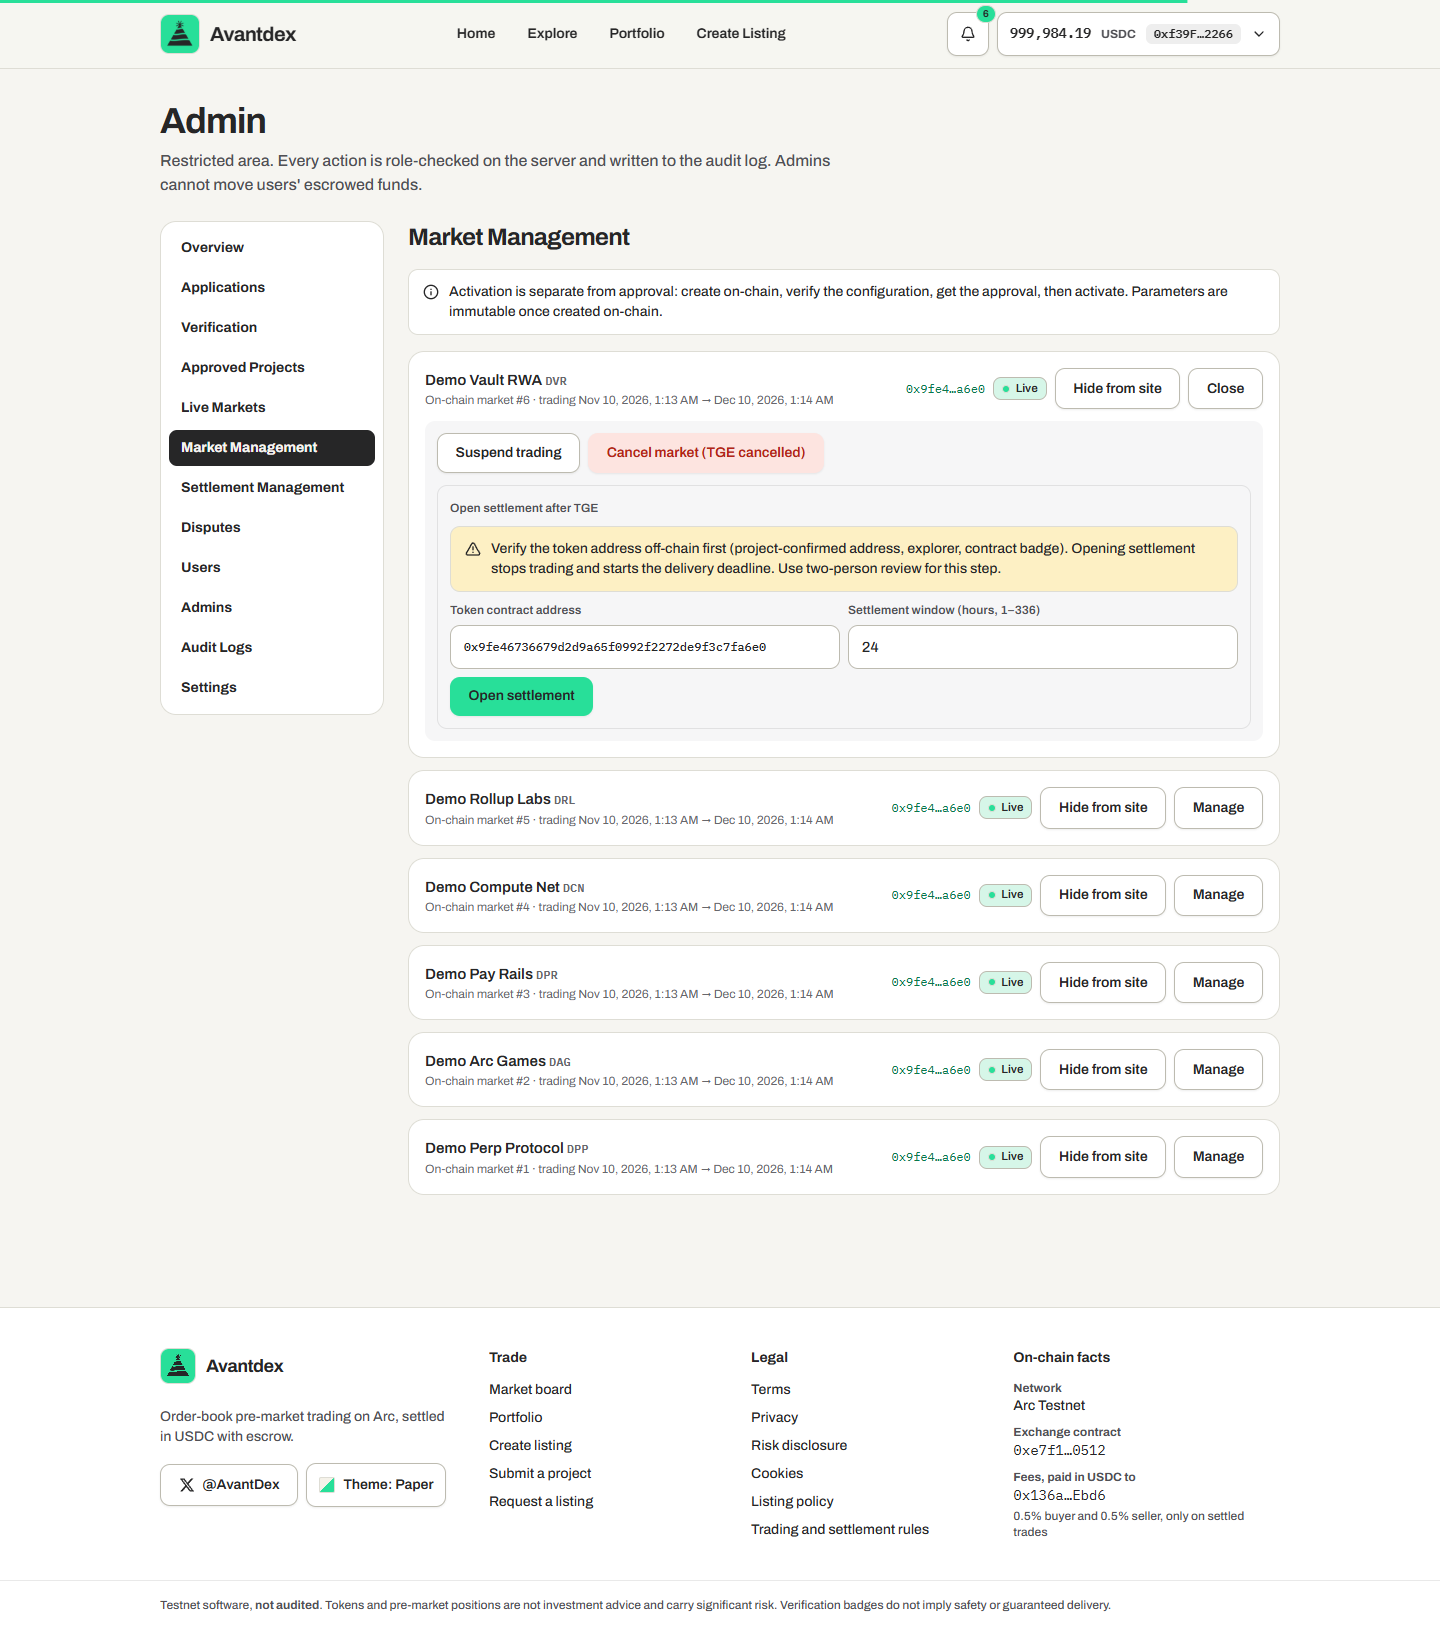 Avantdex
Home
Explore
Portfolio
Create Listing
6
999,984.19 USDC 0xf39F…2266
Admin
Restricted area. Every action is role-checked on the server and written to the audit log. Admins
cannot move users' escrowed funds.
Overview
Applications
Verification
Approved Projects
Live Markets
Market Management
Settlement Management
Disputes
Users
Admins
Audit Logs
Settings
Market Management
Activation is separate from approval: create on-chain, verify the configuration, get the approval, then activate. Parameters are
immutable once created on-chain.
Demo Vault RWA DVR
On-chain market #6 · trading Nov 10, 2026, 1:13 AM → Dec 10, 2026, 1:14 AM
0x9fe4…a6e0
Live
Hide from site
Close
Suspend trading
Cancel market (TGE cancelled)
Open settlement after TGE
Verify the token address off-chain first (project-confirmed address, explorer, contract badge). Opening settlement
stops trading and starts the delivery deadline. Use two-person review for this step.
Token contract address
0x9fe46736679d2d9a65f0992f2272de9f3c7fa6e0
Settlement window (hours, 1–336)
24
Open settlement
Demo Rollup Labs DRL
On-chain market #5 · trading Nov 10, 2026, 1:13 AM → Dec 10, 2026, 1:14 AM
0x9fe4…a6e0
Live
Hide from site
Manage
Demo Compute Net DCN
On-chain market #4 · trading Nov 10, 2026, 1:13 AM → Dec 10, 2026, 1:14 AM
0x9fe4…a6e0
Live
Hide from site
Manage
Demo Pay Rails DPR
On-chain market #3 · trading Nov 10, 2026, 1:13 AM → Dec 10, 2026, 1:14 AM
0x9fe4…a6e0
Live
Hide from site
Manage
Demo Arc Games DAG
On-chain market #2 · trading Nov 10, 2026, 1:13 AM → Dec 10, 2026, 1:14 AM
0x9fe4…a6e0
Live
Hide from site
Manage
Demo Perp Protocol DPP
On-chain market #1 · trading Nov 10, 2026, 1:13 AM → Dec 10, 2026, 1:14 AM
0x9fe4…a6e0
Live
Hide from site
Manage
Avantdex
Order-book pre-market trading on Arc, settled
in USDC with escrow.
@AvantDex
Theme: Paper
Trade
Market board
Portfolio
Create listing
Submit a project
Request a listing
Legal
Terms
Privacy
Risk disclosure
Cookies
Listing policy
Trading and settlement rules
On-chain facts
Network
Arc Testnet
Exchange contract
0xe7f1…0512
Fees, paid in USDC to
0x136a…Ebd6
0.5% buyer and 0.5% seller, only on settled
trades
Testnet software, not audited. Tokens and pre-market positions are not investment advice and carry significant risk. Verification badges do not imply safety or guaranteed delivery.